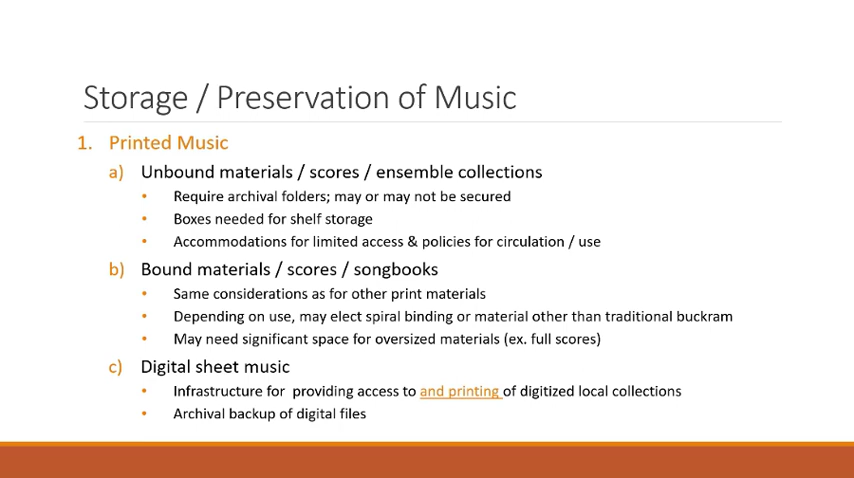 Storage / Preservation of Music
1. Printed Music
a) Unbound materials / scores / ensemble collections
• Require archival folders; may or may not be secured
• Boxes needed for shelf storage
• Accommodations for limited access & policies for circulation / use
b) Bound materials / scores / songbooks
• Same considerations as for other print materials
• Depending on use, may elect spiral binding or material other than traditional buckram
• May need significant space for oversized materials (ex. full scores)
c) Digital sheet music
• Infrastructure for providing access to and printing of digitized local collections
• Archival backup of digital files